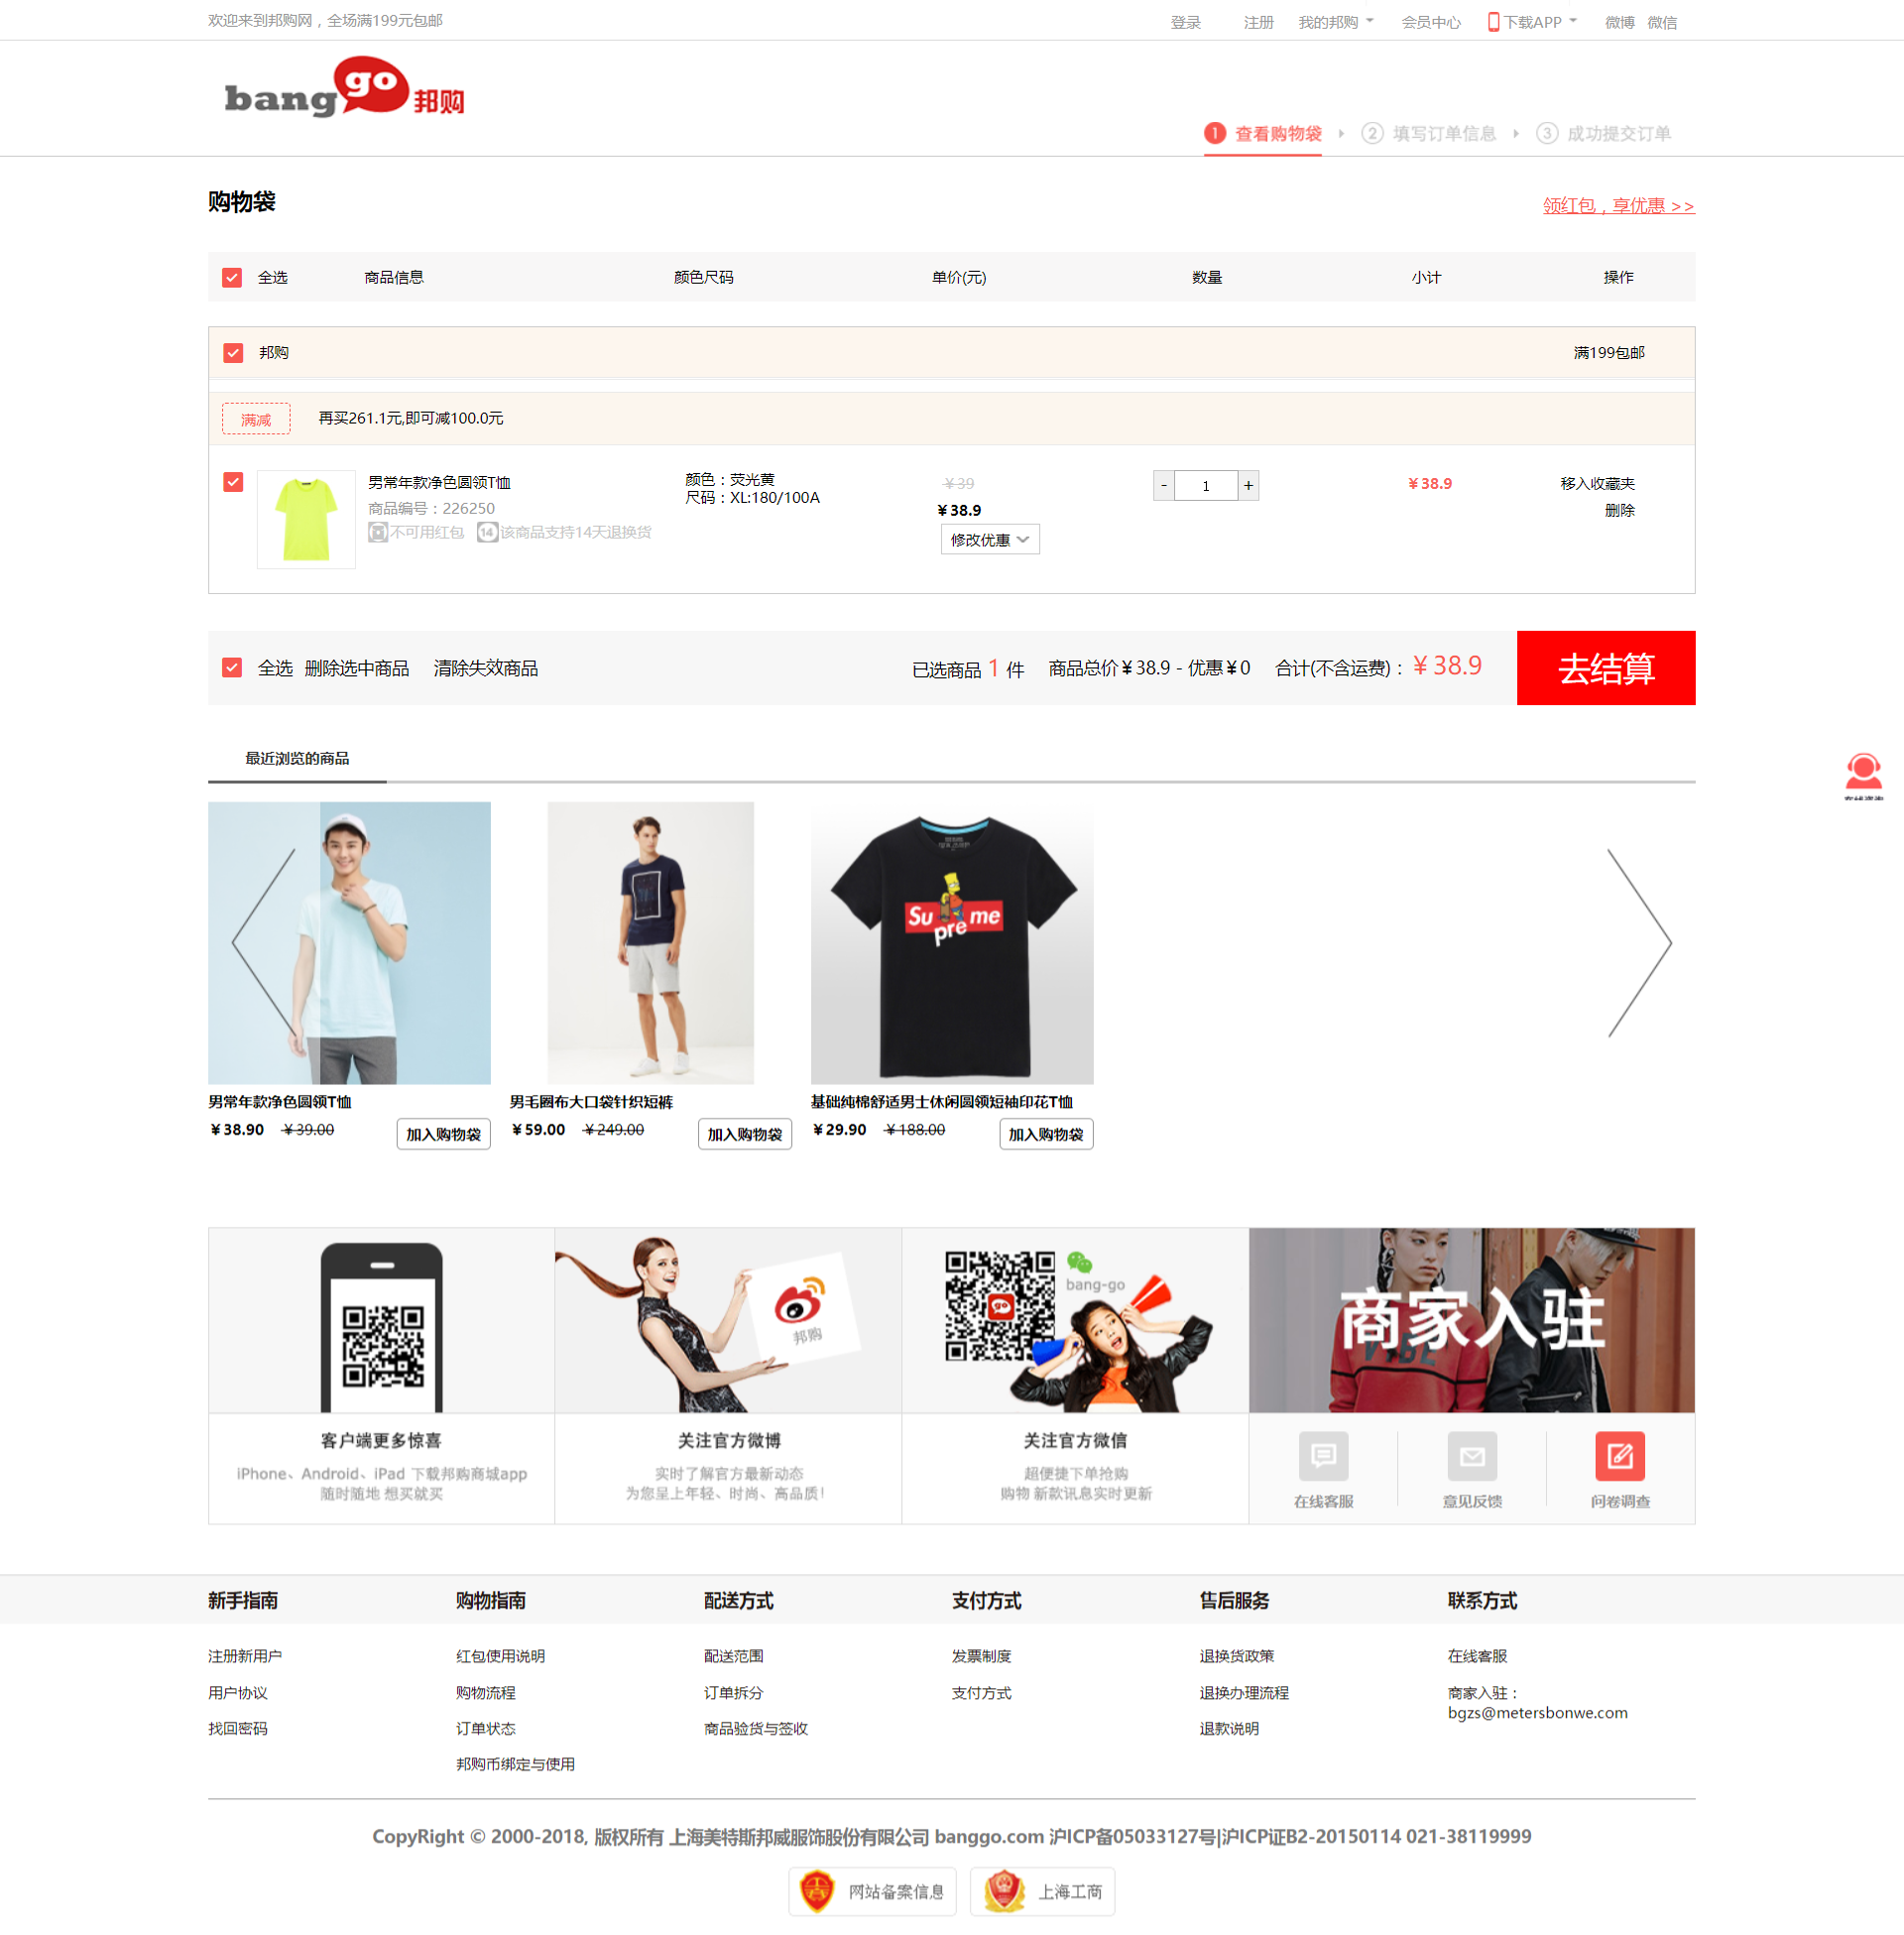 欢迎来到邦购网，全场满199元包邮
登录 注册 我的邦购 会员中心 下载APP 微博 微信
bang go 邦购
1 查看购物袋 2 填写订单信息 3 成功提交订单
购物袋
领红包，享优惠 >>
全选 商品信息 颜色尺码 单价(元) 数量 小计 操作
邦购 满199包邮
满减 再买261.1元,即可减100.0元
男常年款净色圆领T恤 颜色：荧光黄 ￥39 - 1 + ￥38.9 移入收藏夹
尺码：XL:180/100A
商品编号：226250 ￥38.9 删除
不可用红包 14 该商品支持14天退换货 修改优惠
全选 删除选中商品 清除失效商品 已选商品 1 件 商品总价￥38.9 - 优惠￥0 合计(不含运费)： ￥38.9 去结算
最近浏览的商品
Su pre me
男常年款净色圆领T恤 男毛圈布大口袋针织短裤 基础纯棉舒适男士休闲圆领短袖印花T恤
￥38.90 ￥39.00 加入购物袋 ￥59.00 ￥249.00 加入购物袋 ￥29.90 ￥188.00 加入购物袋
bang-go
go
邦购
商家入驻
客户端更多惊喜 关注官方微博 关注官方微信
iPhone、Android、iPad 下载邦购商城app 实时了解官方最新动态 超便捷下单抢购
随时随地 想买就买 为您呈上年轻、时尚、高品质！ 购物 新款讯息实时更新
在线客服 意见反馈 问卷调查
新手指南 购物指南 配送方式 支付方式 售后服务 联系方式
注册新用户 红包使用说明 配送范围 发票制度 退换货政策 在线客服
用户协议 购物流程 订单拆分 支付方式 退换办理流程 商家入驻：
bgzs@metersbonwe.com
找回密码 订单状态 商品验货与签收 退款说明
邦购币绑定与使用
CopyRight © 2000-2018, 版权所有 上海美特斯邦威服饰股份有限公司 banggo.com 沪ICP备05033127号|沪ICP证B2-20150114 021-38119999
网站备案信息 上海工商